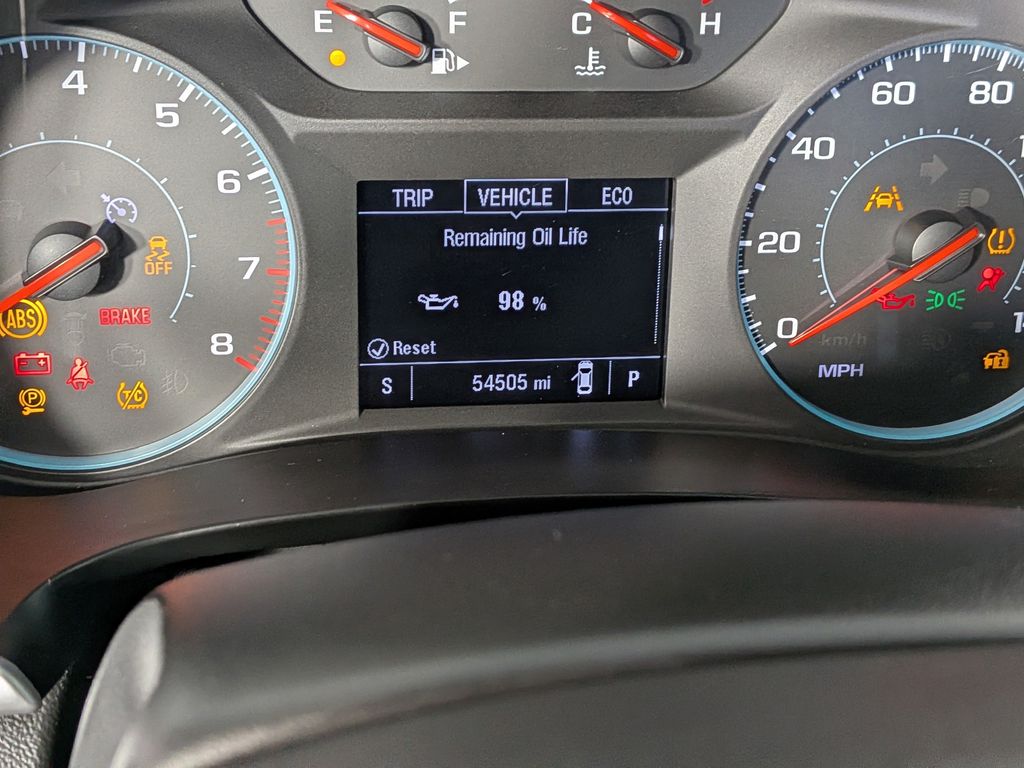 E F C H
4 5 6 7 8
OFF
ABS
BRAKE
P
T/C
TRIP VEHICLE ECO
Remaining Oil Life
98 %
Reset
S 54505 mi P
0 20 40 60 80
km/h
MPH